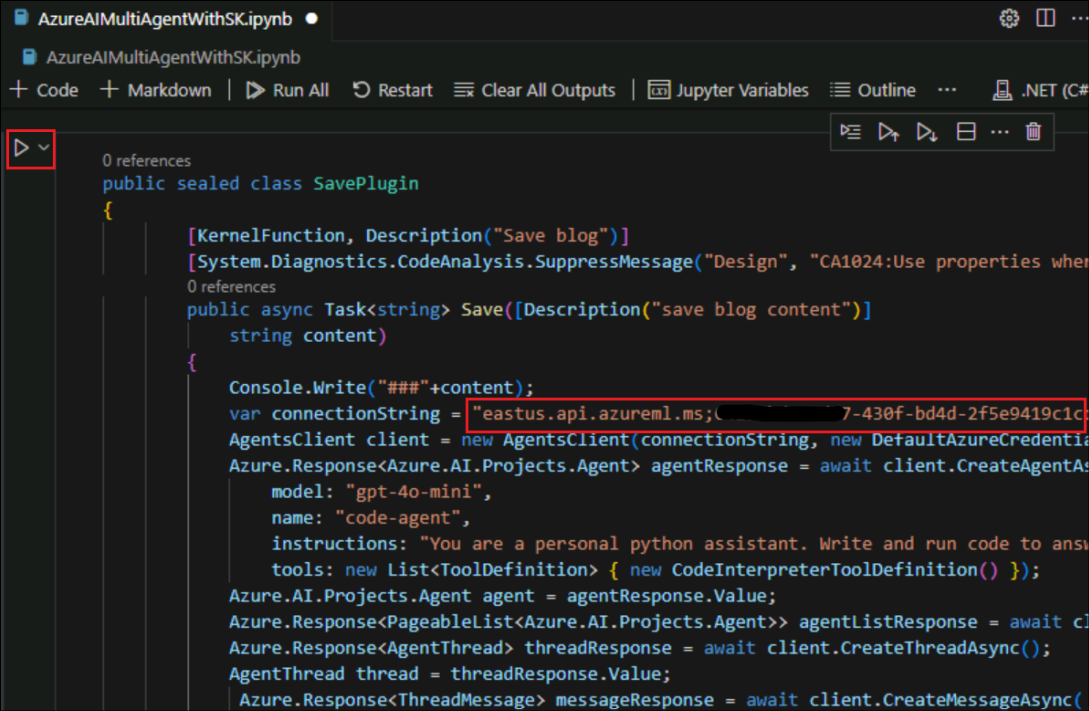 AzureAIMultiAgentWithSK.ipynb
AzureAIMultiAgentWithSK.ipynb
+ Code + Markdown | Run All Restart Clear All Outputs | Jupyter Variables Outline ... .NET (C#
0 references
public sealed class SavePlugin
{
[KernelFunction, Description("Save blog")]
[System.Diagnostics.CodeAnalysis.SuppressMessage("Design", "CA1024:Use properties wher
0 references
public async Task<string> Save([Description("save blog content")]
string content)
{
Console.Write("###"+content);
var connectionString = "eastus.api.azureml.ms;7-430f-bd4d-2f5e9419c1c
AgentsClient client = new AgentsClient(connectionString, new DefaultAzureCredentia
Azure.Response<Azure.AI.Projects.Agent> agentResponse = await client.CreateAgentAs
model: "gpt-4o-mini",
name: "code-agent",
instructions: "You are a personal python assistant. Write and run code to answ
tools: new List<ToolDefinition> { new CodeInterpreterToolDefinition() });
Azure.AI.Projects.Agent agent = agentResponse.Value;
Azure.Response<PageableList<Azure.AI.Projects.Agent>> agentListResponse = await cl
Azure.Response<AgentThread> threadResponse = await client.CreateThreadAsync();
AgentThread thread = threadResponse.Value;
Azure.Response<ThreadMessage> messageResponse = await client.CreateMessageAsync(